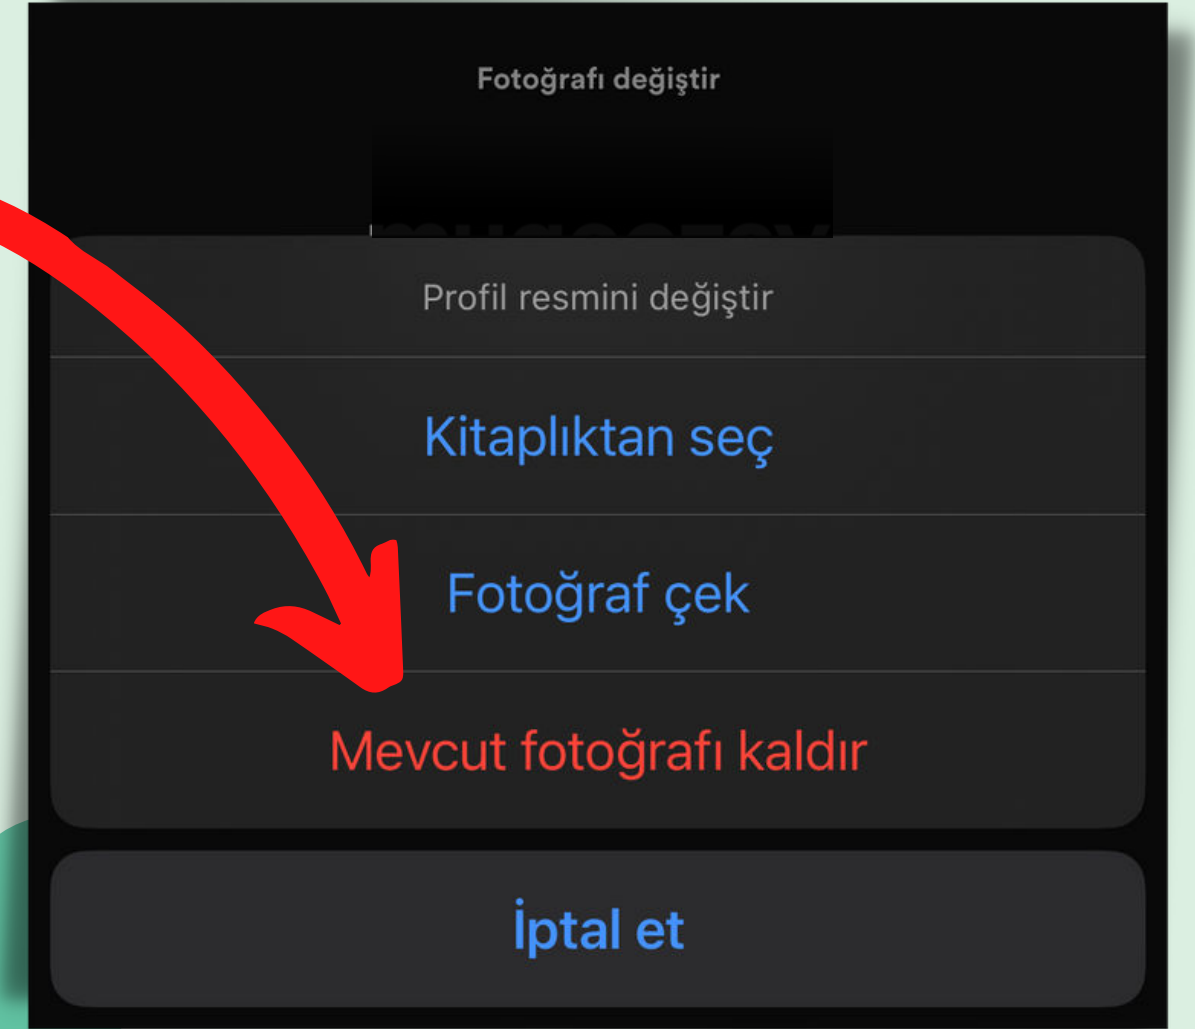 Fotoğrafı değiştir
Profil resmini değiştir
Kitaplıktan seç
Fotoğraf çek
Mevcut fotoğrafı kaldır
İptal et